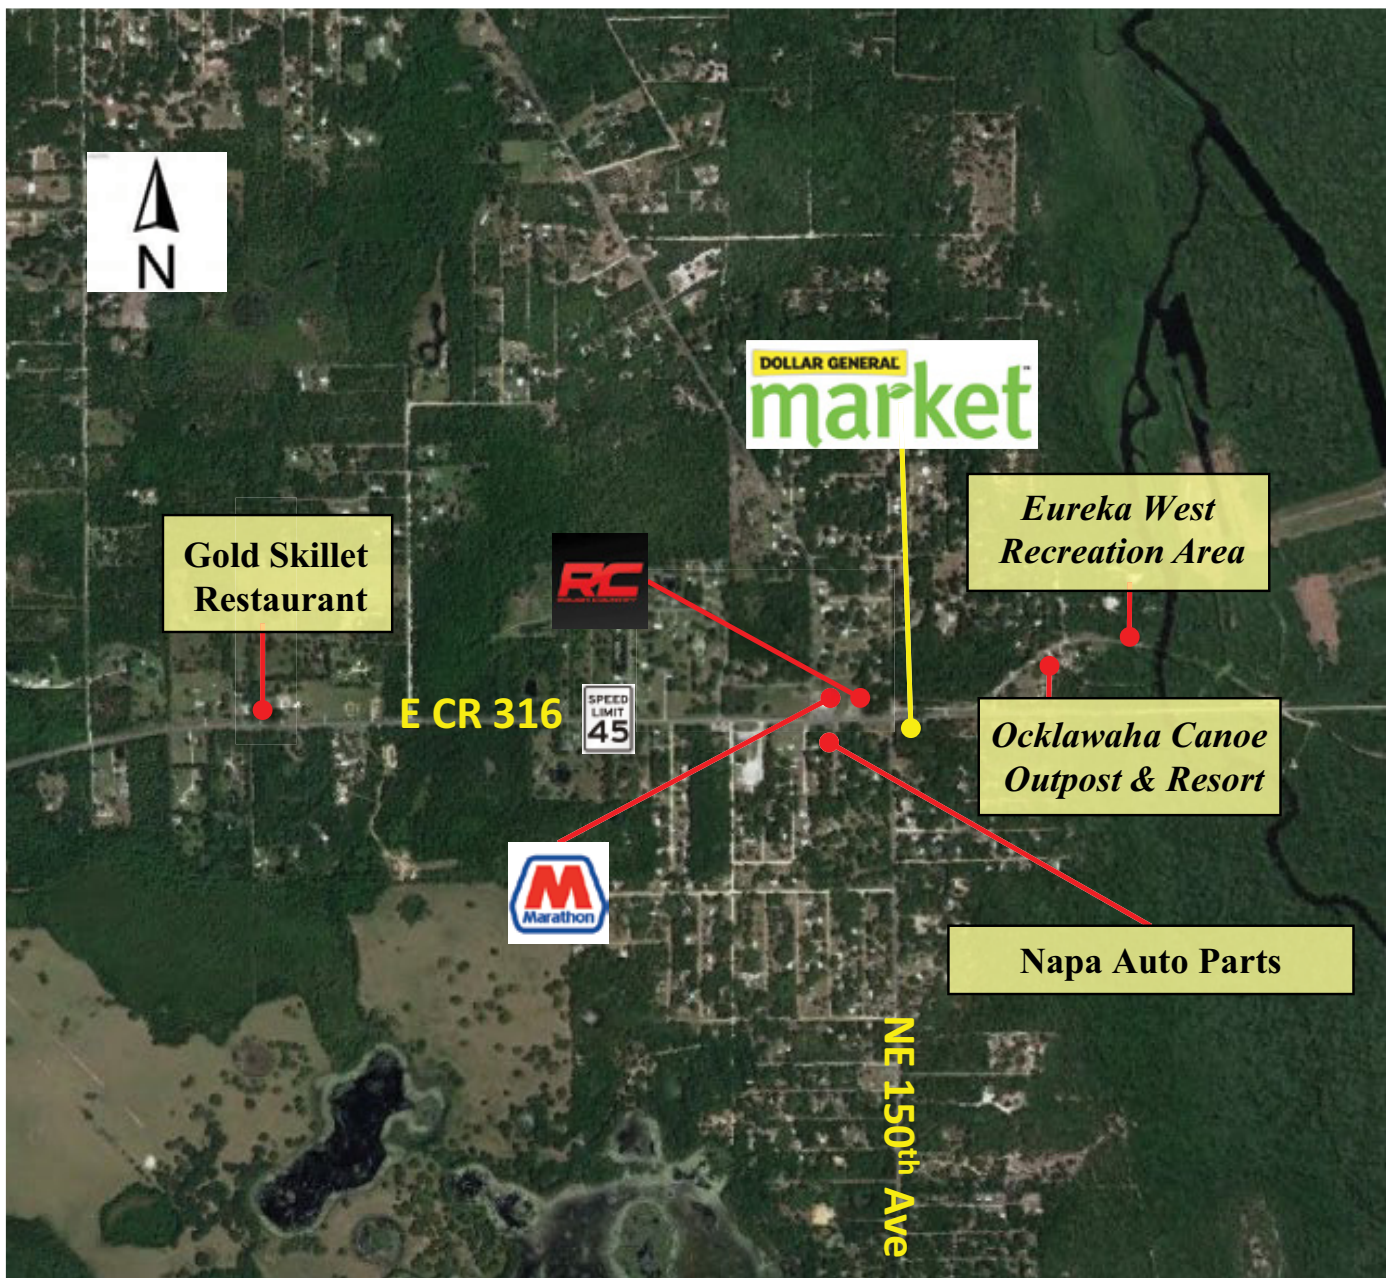 N
DOLLAR GENERAL
market
Eureka West
Recreation Area
Gold Skillet
Restaurant
RC
E CR 316
SPEED
LIMIT
45
Ocklawaha Canoe
Outpost & Resort
M
Marathon
Napa Auto Parts
NE 150th Ave